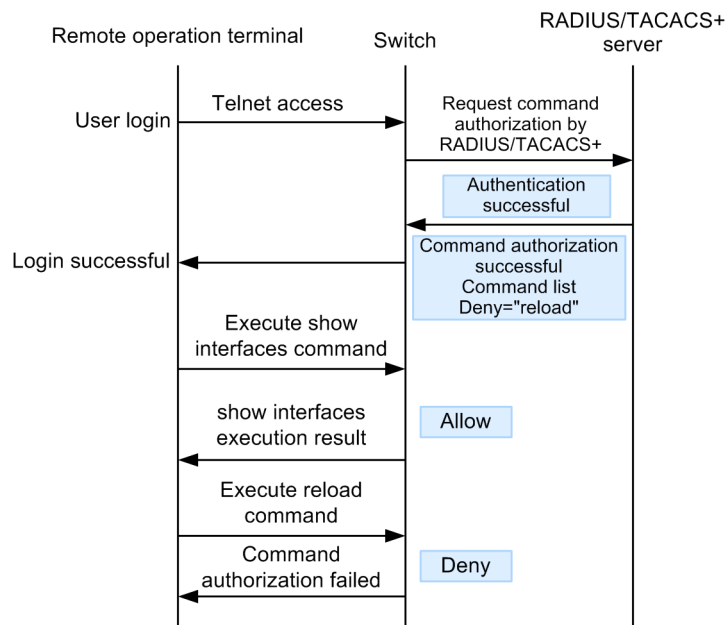 Remote operation terminal
Switch
RADIUS/TACACS+
server
User login
Telnet access
Request command
authorization by
RADIUS/TACACS+
Authentication
successful
Login successful
Command authorization
successful
Command list
Deny="reload"
Execute show
interfaces command
show interfaces
execution result
Allow
Execute reload
command
Command
authorization failed
Deny